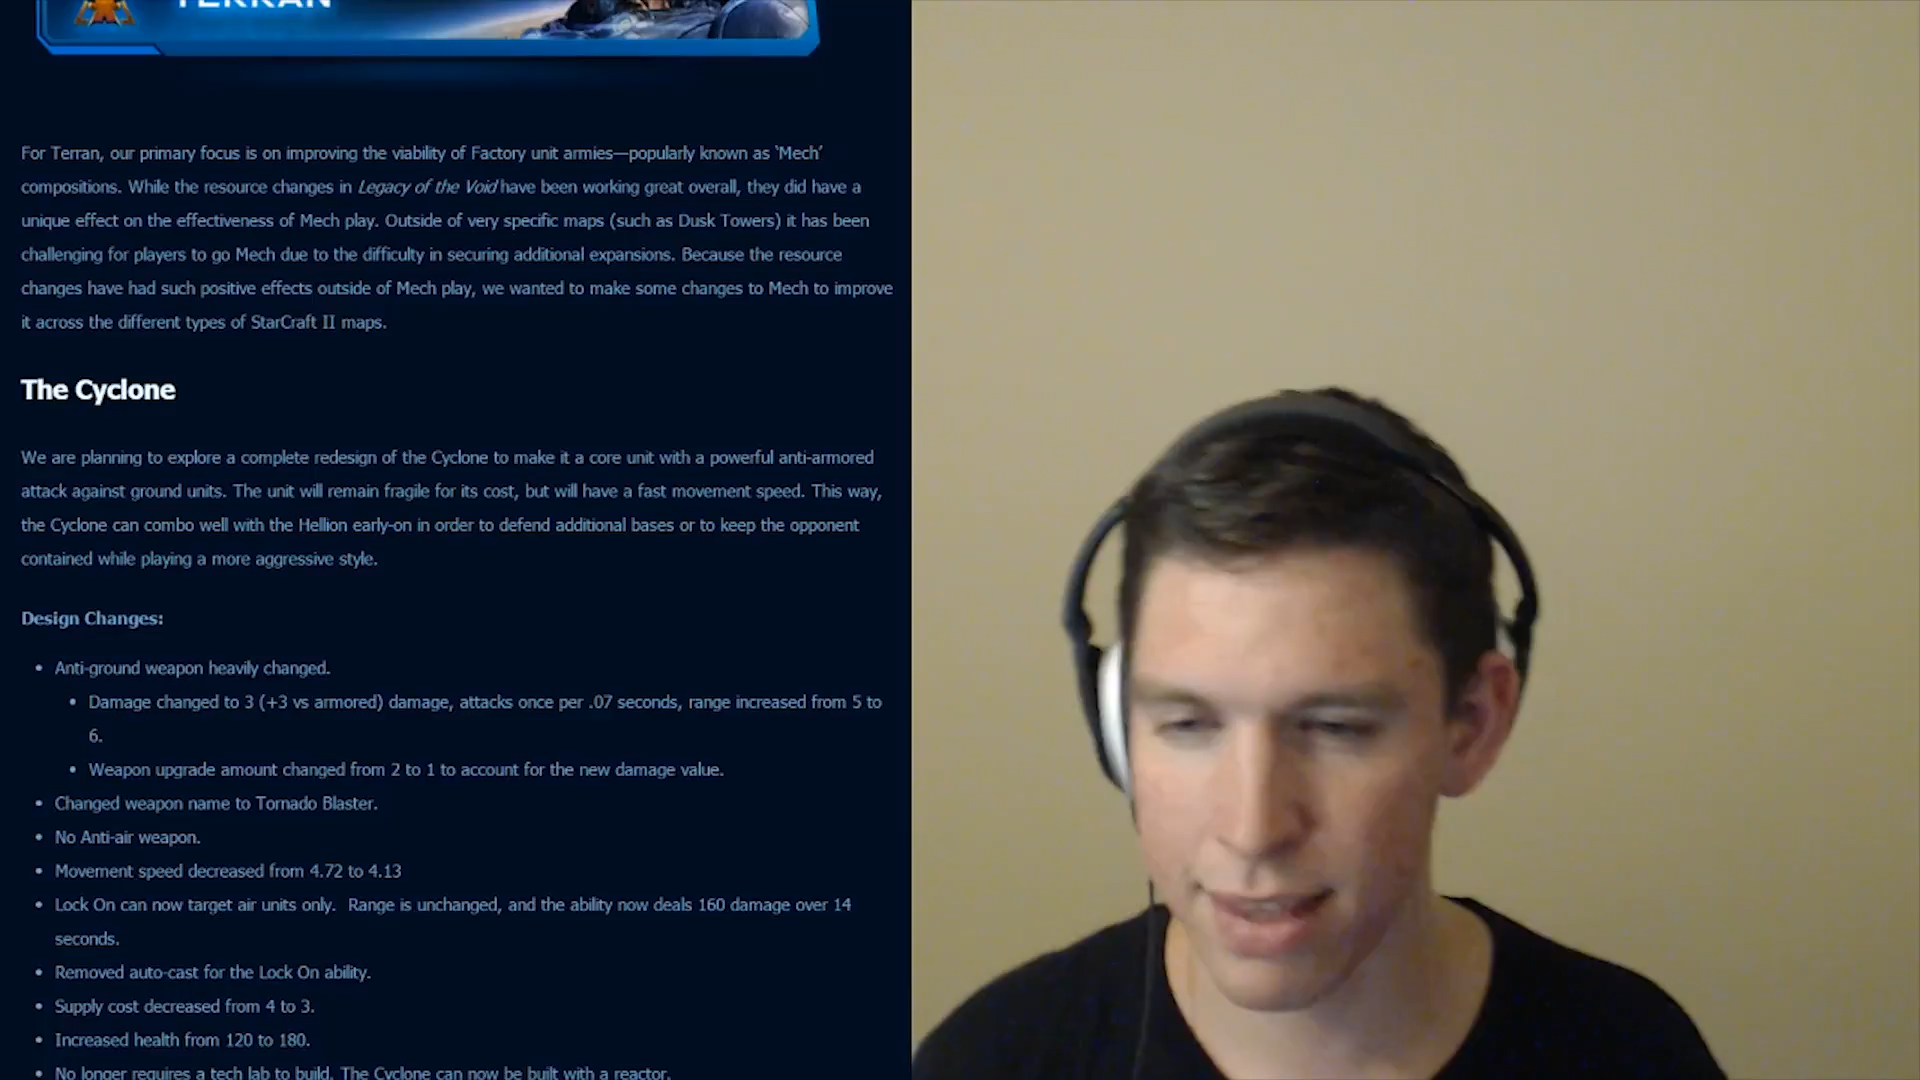 TERRAN
For Terran, our primary focus is on improving the viability of Factory unit armies—popularly known as ‘Mech’
compositions. While the resource changes in Legacy of the Void have been working great overall, they did have a
unique effect on the effectiveness of Mech play. Outside of very specific maps (such as Dusk Towers) it has been
challenging for players to go Mech due to the difficulty in securing additional expansions. Because the resource
changes have had such positive effects outside of Mech play, we wanted to make some changes to Mech to improve
it across the different types of StarCraft II maps.
The Cyclone
We are planning to explore a complete redesign of the Cyclone to make it a core unit with a powerful anti-armored
attack against ground units. The unit will remain fragile for its cost, but will have a fast movement speed. This way,
the Cyclone can combo well with the Hellion early-on in order to defend additional bases or to keep the opponent
contained while playing a more aggressive style.
Design Changes:
• Anti-ground weapon heavily changed.
• Damage changed to 3 (+3 vs armored) damage, attacks once per .07 seconds, range increased from 5 to
6.
• Weapon upgrade amount changed from 2 to 1 to account for the new damage value.
• Changed weapon name to Tornado Blaster.
• No Anti-air weapon.
• Movement speed decreased from 4.72 to 4.13
• Lock On can now target air units only.  Range is unchanged, and the ability now deals 160 damage over 14
seconds.
• Removed auto-cast for the Lock On ability.
• Supply cost decreased from 4 to 3.
• Increased health from 120 to 180.
• No longer requires a tech lab to build. The Cyclone can now be built with a reactor.